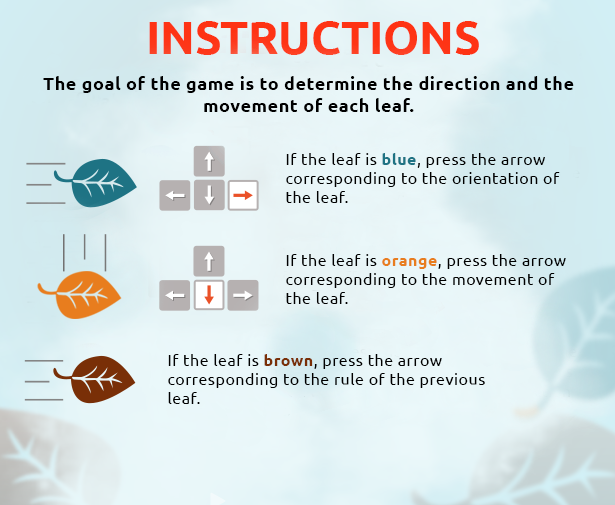 INSTRUCTIONS
The goal of the game is to determine the direction and the
movement of each leaf.
If the leaf is blue, press the arrow
corresponding to the orientation of
the leaf.
If the leaf is orange, press the arrow
corresponding to the movement of
the leaf.
If the leaf is brown, press the arrow
corresponding to the rule of the previous
leaf.